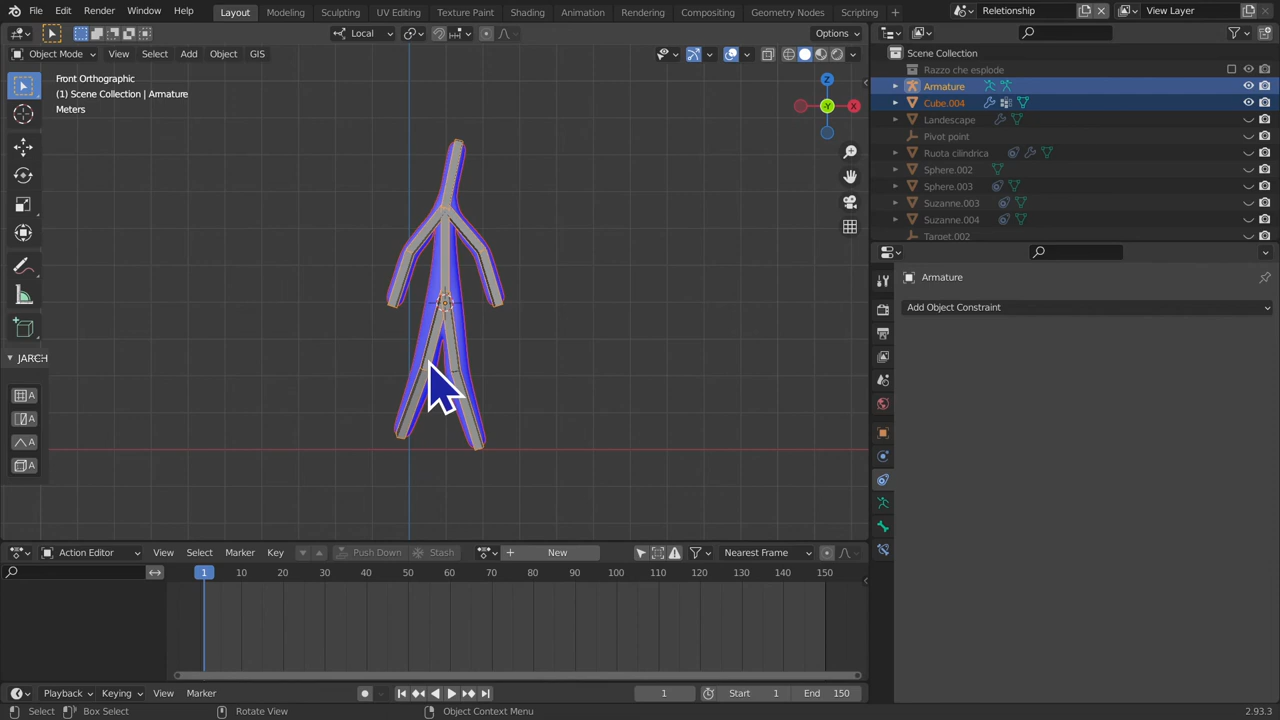 File Edit Render Window Help Layout Modeling Sculpting UV Editing Texture Paint Shading Animation Rendering Compositing Geometry Nodes Scripting + Relationship View Layer
Local Options
Object Mode View Select Add Object GIS
Front Orthographic
(1) Scene Collection | Armature
Meters
Z
X
-Y
JARCH
A
A
A
A
Scene Collection
Razzo che esplode
Armature
Cube.004
Landscape
Pivot point
Ruota cilindrica
Sphere.002
Sphere.003
Suzanne.003
Suzanne.004
Target.002
Armature
Add Object Constraint
Action Editor View Select Marker Key Push Down Stash + New Nearest Frame
1 10 20 30 40 50 60 70 80 90 100 110 120 130 140 150
Playback Keying View Marker 1 Start 1 End 150
Select Box Select Rotate View Object Context Menu 2.93.3